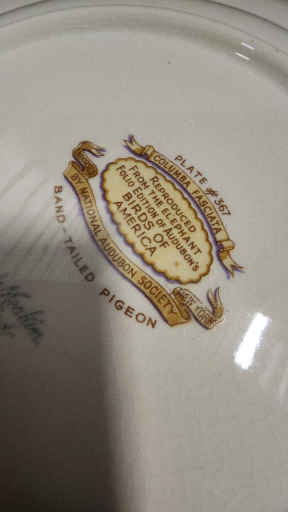 PLATE # 367
COLUMBA FASCIATA
REPRODUCED
FROM THE ELEPHANT
FOLIO EDITION OF AUDUBON'S
BIRDS OF
AMERICA
BY NATIONAL AUDUBON SOCIETY
BAND-TAILED PIGEON